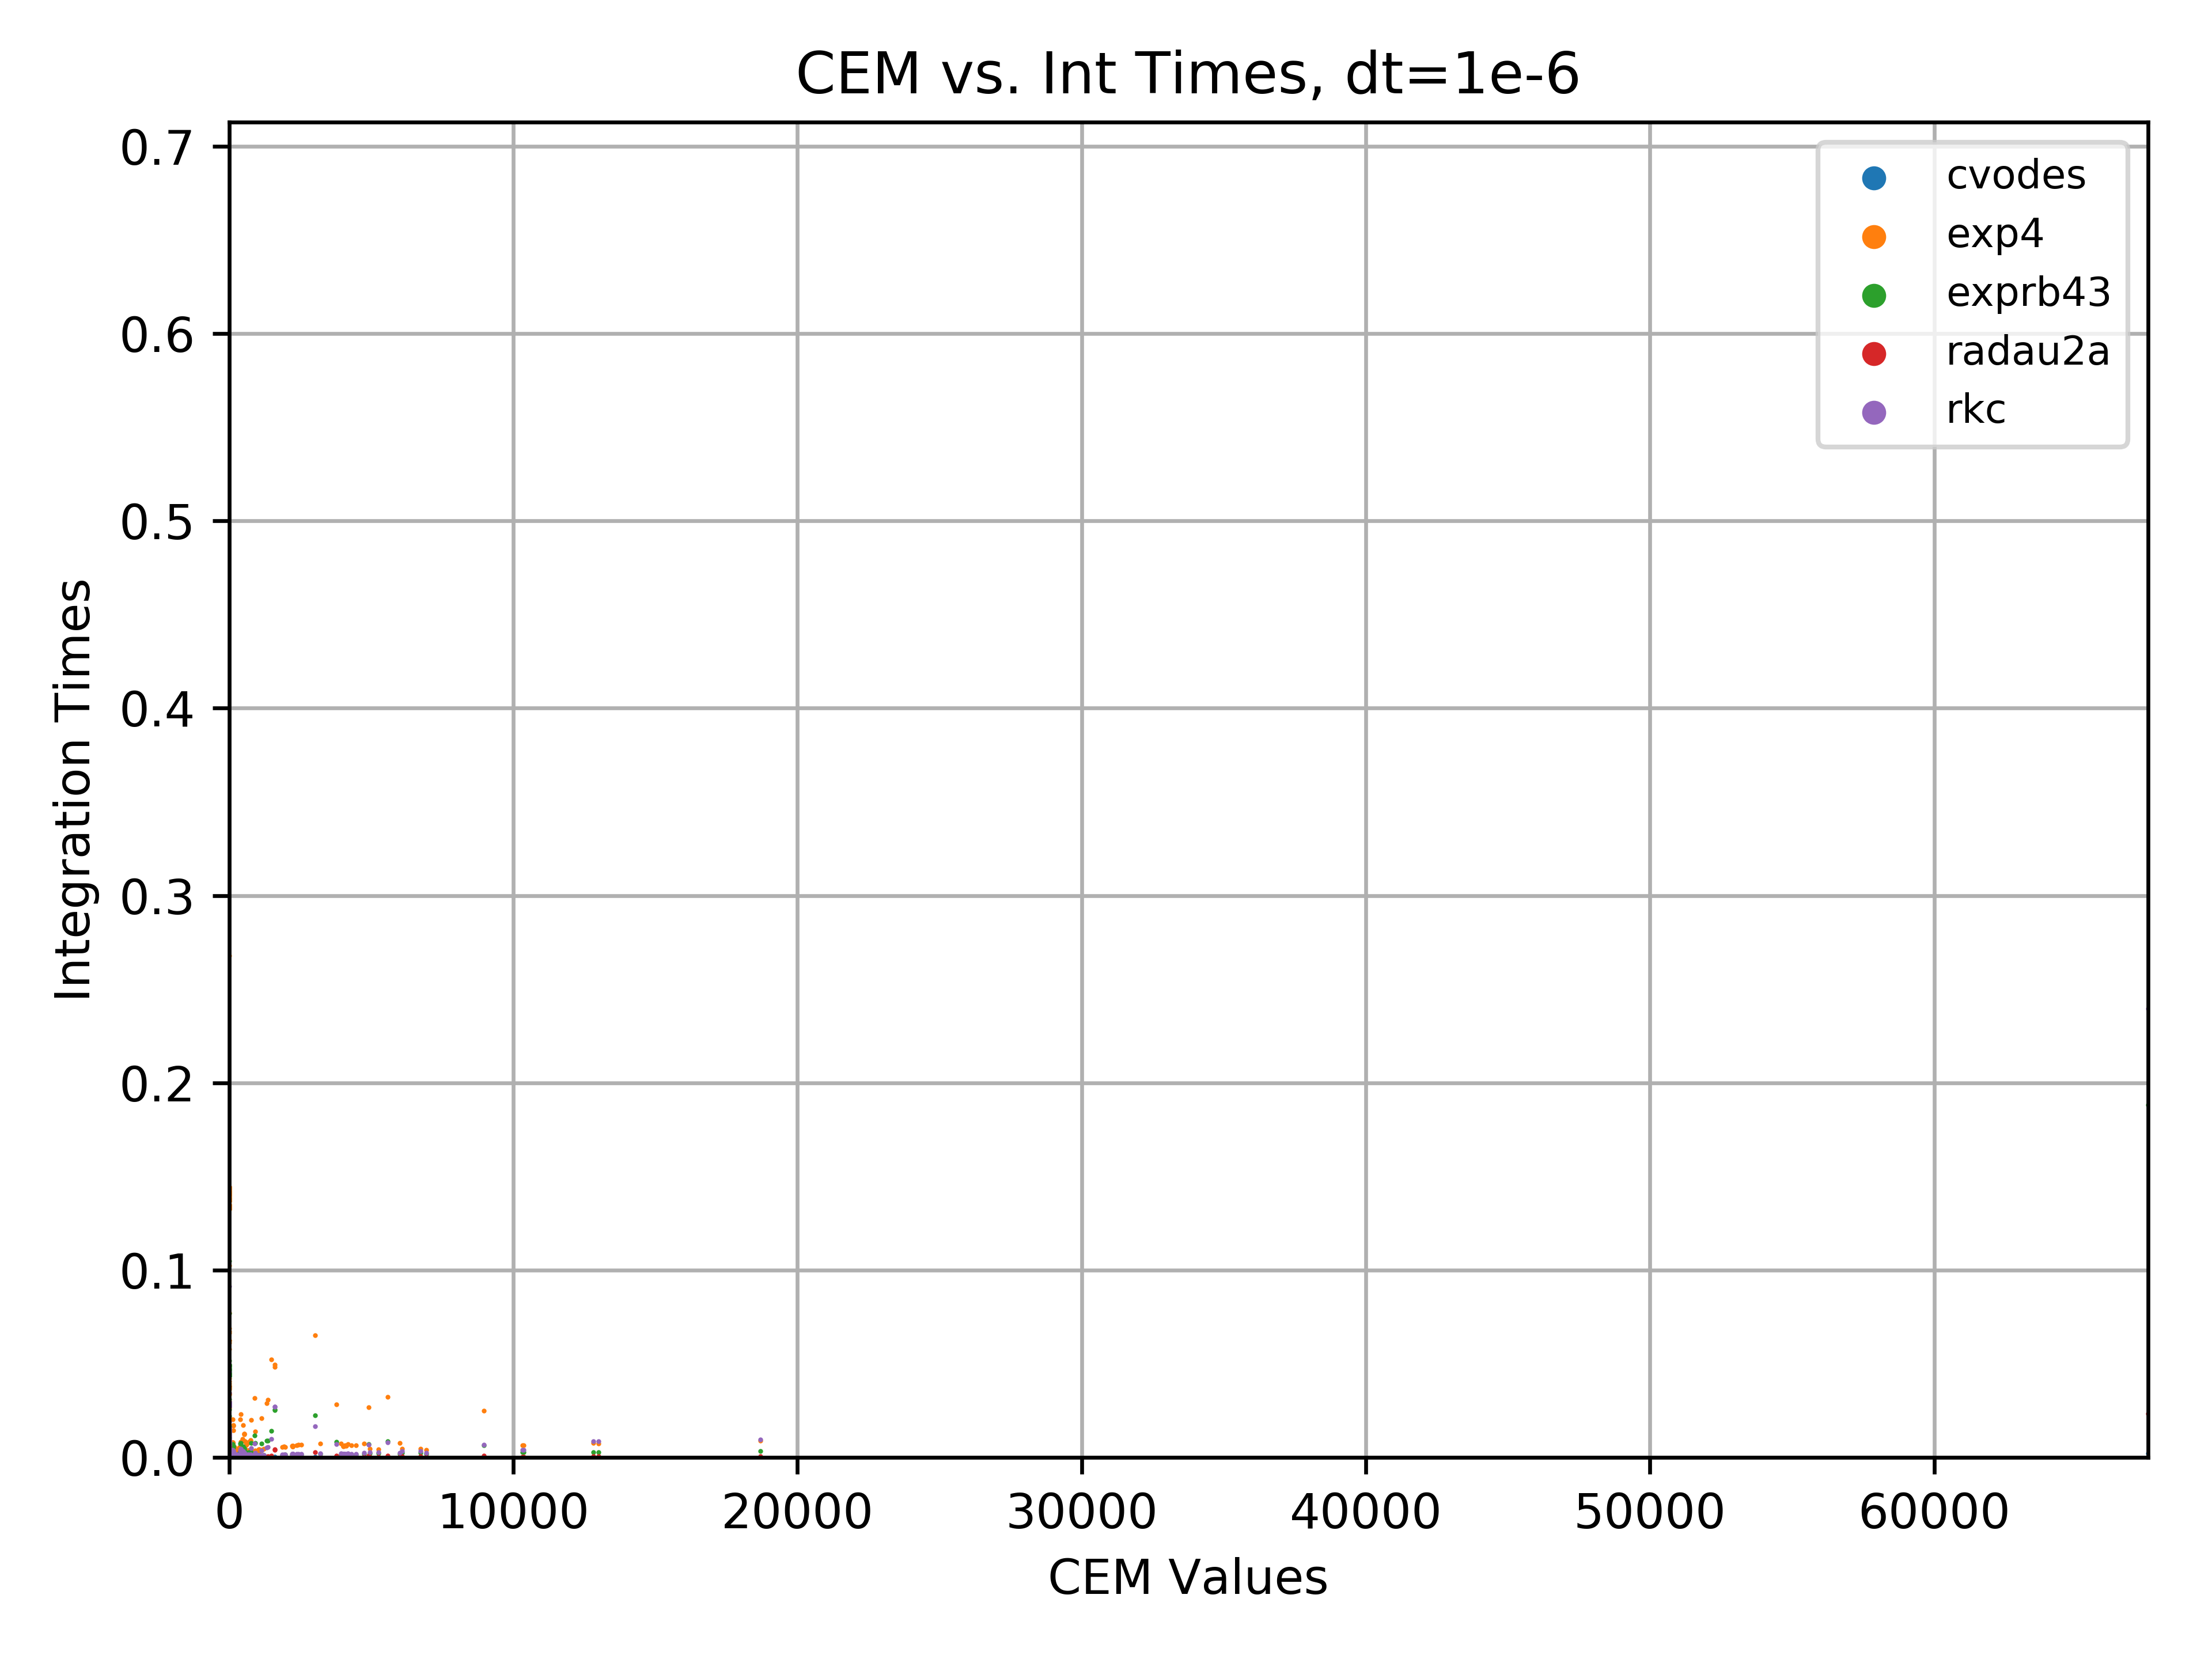 CEM vs. Int Times, dt=1e-6
0.7
0.6
0.5
0.4
0.3
0.2
0.1
0.0
Integration Times
cvodes
exp4
exprb43
radau2a
rkc
0 10000 20000 30000 40000 50000 60000
CEM Values